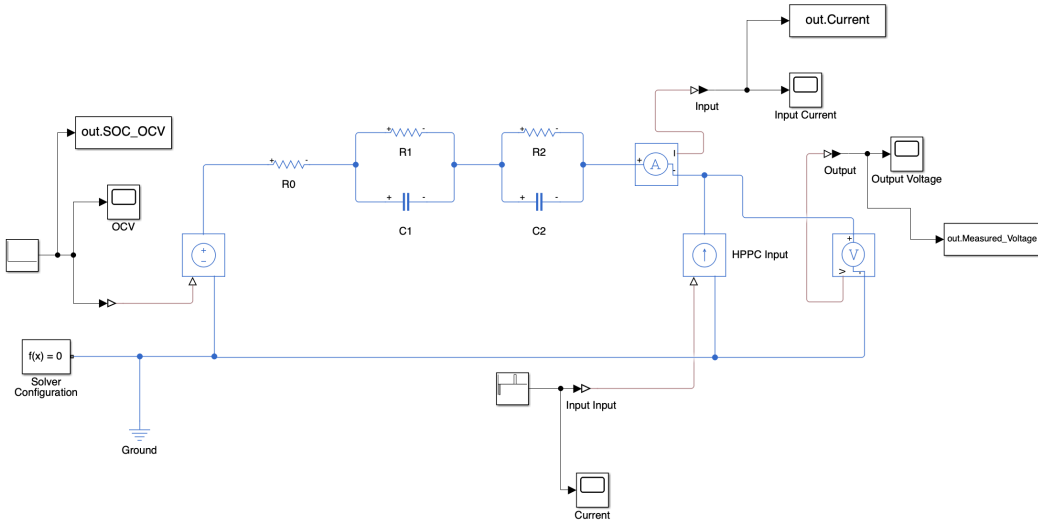 out.Current
Input
Input Current
out.SOC_OCV
+ -
R1
+ -
R2
+ -
R0
+
A
I
-
Output
Output Voltage
OCV
+ -
C1
+ -
C2
out.Measured_Voltage
+
-
HPPC Input
+
V
V
-
f(x) = 0
Solver
Configuration
Input Input
Ground
Current